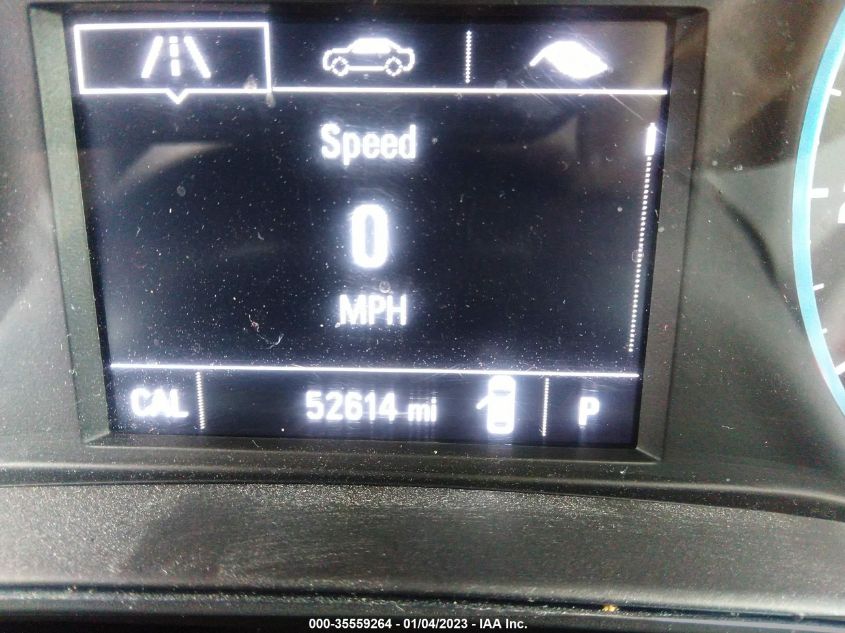 Speed
0
MPH
CAL 52614 mi P
000-35559264 - 01/04/2023 - IAA Inc.